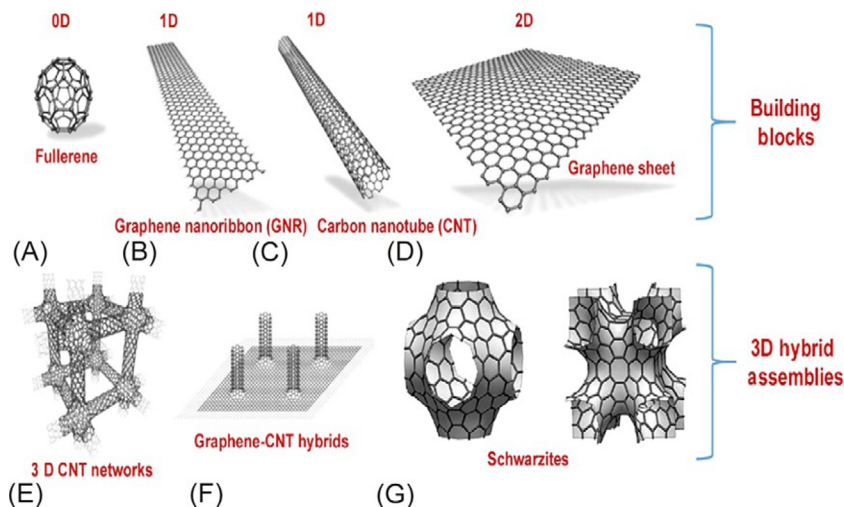 0D
1D
1D
2D
Fullerene
Graphene nanoribbon (GNR)
Carbon nanotube (CNT)
Graphene sheet
Building
blocks
(A)
(B)
(C)
(D)
3 D CNT networks
Graphene-CNT hybrids
Schwarzites
3D hybrid
assemblies
(E)
(F)
(G)